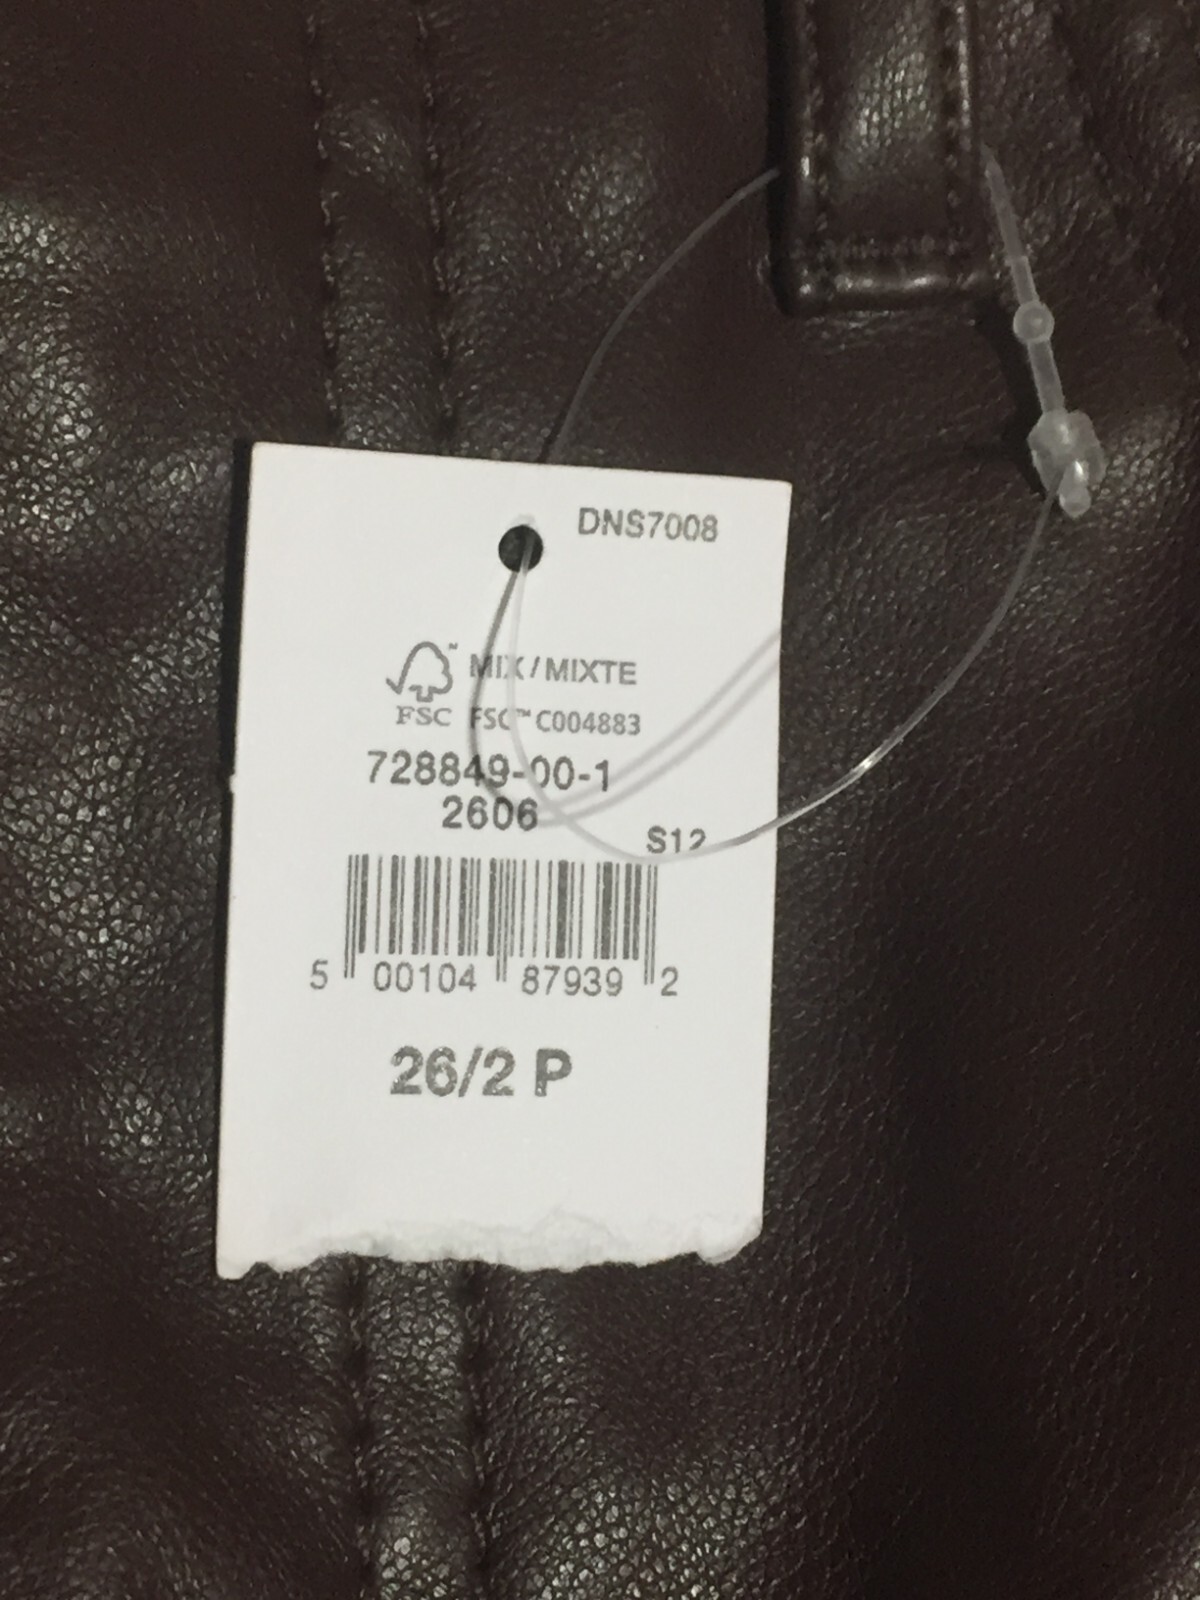 DNS7008
MIX / MIXTE
FSC FSC™ C004883
728849-00-1
2606
S12
5 00104 87939 2
26/2 P